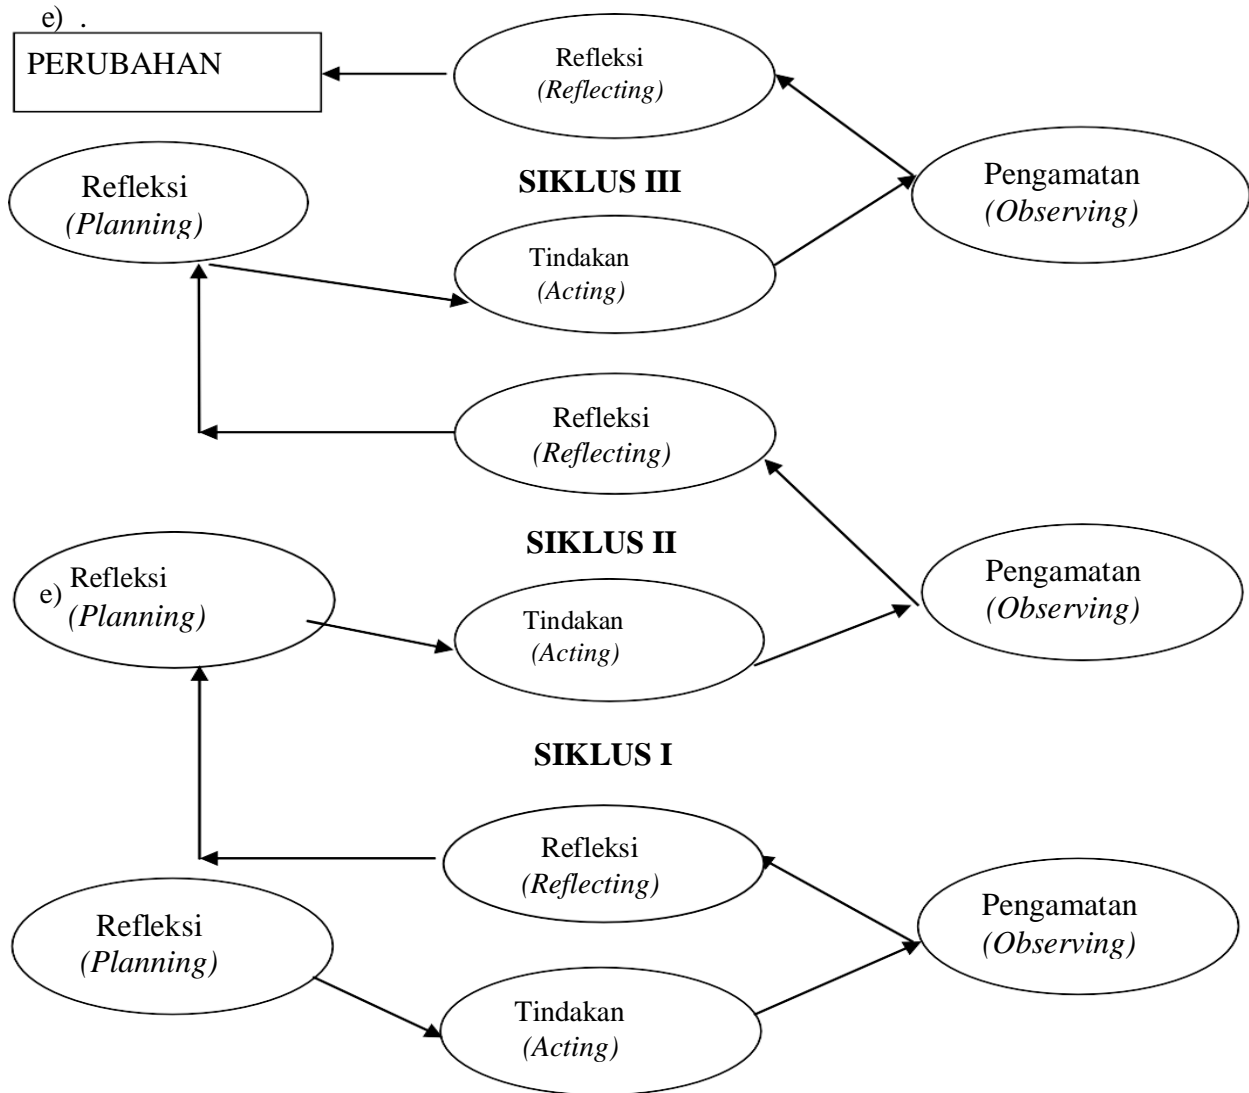 e) .
PERUBAHAN
Refleksi
(Reflecting)
Refleksi
(Planning)
SIKLUS III
Pengamatan
(Observing)
Tindakan
(Acting)
Refleksi
(Reflecting)
SIKLUS II
e) Refleksi
(Planning)
Pengamatan
(Observing)
Tindakan
(Acting)
SIKLUS I
Refleksi
(Reflecting)
Refleksi
(Planning)
Pengamatan
(Observing)
Tindakan
(Acting)